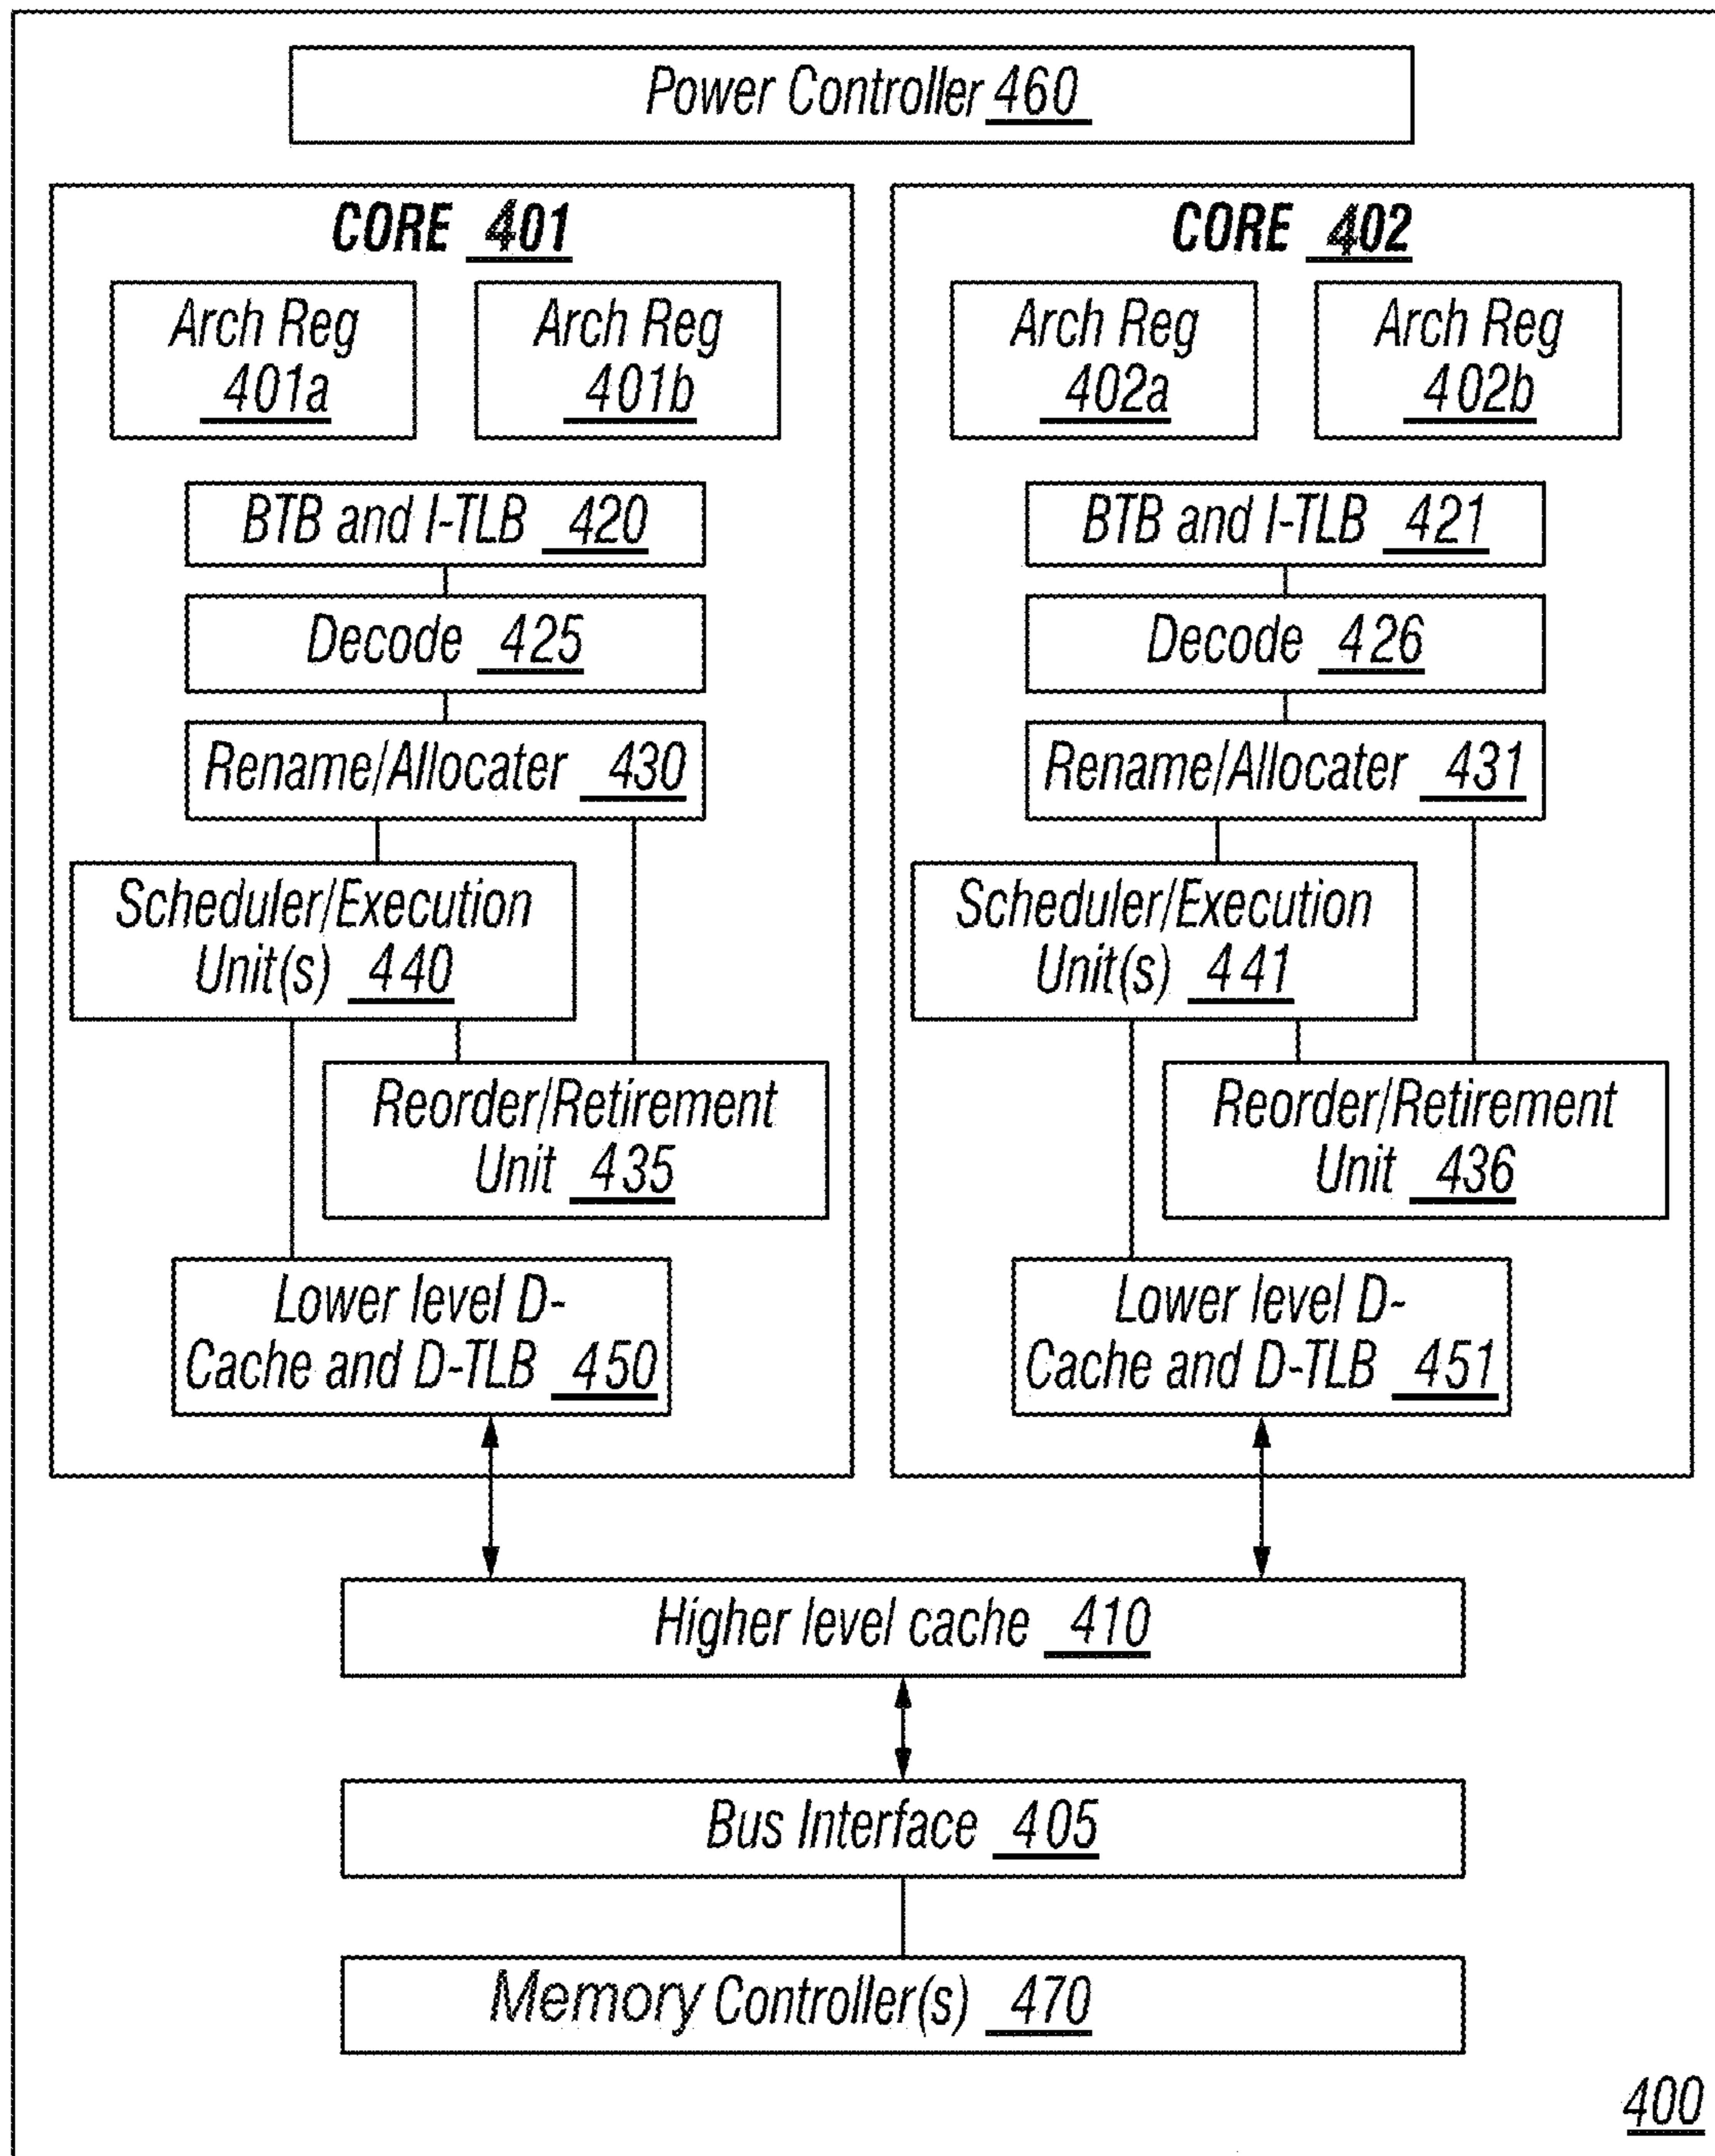 Power Controller 460
CORE 401
Arch Reg
401a
Arch Reg
401b
BTB and I-TLB 420
Decode 425
Rename/Allocater 430
Scheduler/Execution
Unit(s) 440
Reorder/Retirement
Unit 435
Lower level D-
Cache and D-TLB 450
CORE 402
Arch Reg
402a
Arch Reg
402b
BTB and I-TLB 421
Decode 426
Rename/Allocater 431
Scheduler/Execution
Unit(s) 441
Reorder/Retirement
Unit 436
Lower level D-
Cache and D-TLB 451
Higher level cache 410
Bus Interface 405
Memory Controller(s) 470
400